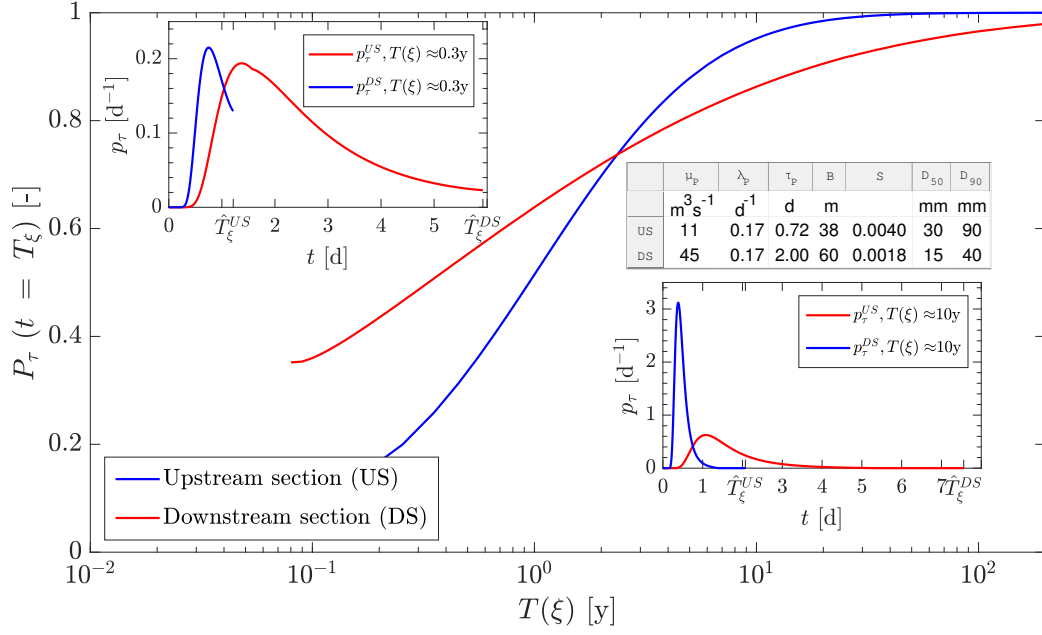 P_τ (t = T_ξ) [-]
1
0.8
0.6
0.4
0.2
0
10^-2
10^-1
10^0
10^1
10^2
T(ξ) [y]
Upstream section (US)
Downstream section (DS)
p_τ [d^-1]
0.2
0.1
0
p_τ^US, T(ξ) ≈0.3y
p_τ^DS, T(ξ) ≈0.3y
0 T̂_ξ^US 2 3 4 5 T̂_ξ^DS
t [d]
μ_P λ_P τ_P B S D_50 D_90
m^3s^-1 d^-1 d m mm mm
US 11 0.17 0.72 38 0.0040 30 90
DS 45 0.17 2.00 60 0.0018 15 40
p_τ [d^-1]
3
2
1
0
p_τ^US, T(ξ) ≈10y
p_τ^DS, T(ξ) ≈10y
0 1 T̂_ξ^US 3 4 5 6 7 T̂_ξ^DS
t [d]